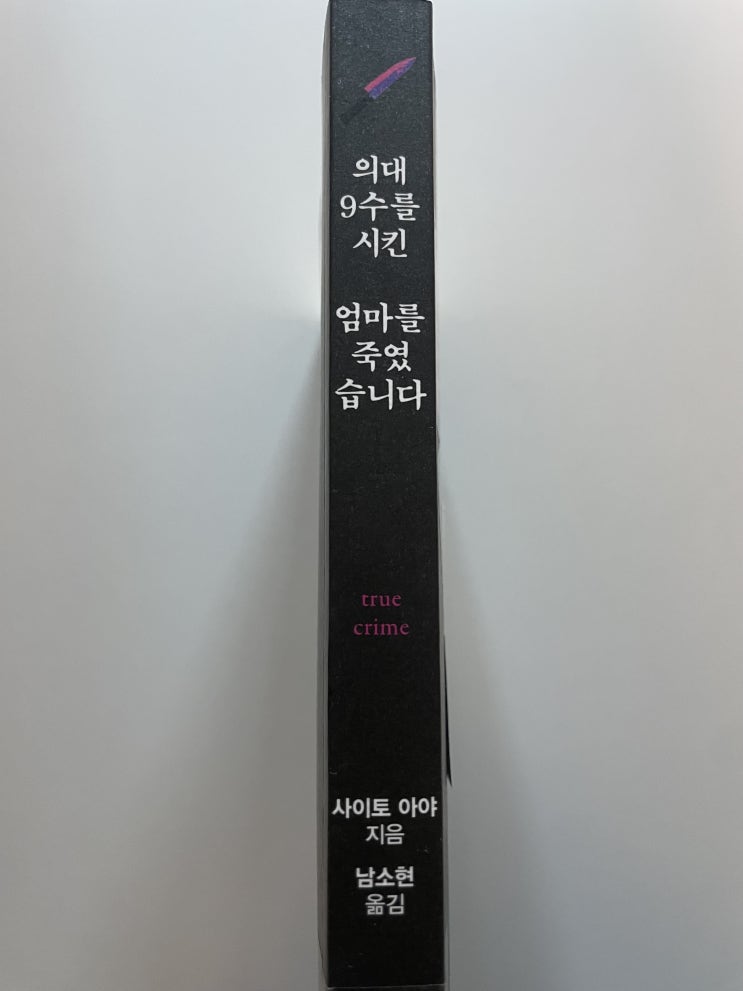 의대
9수를
시킨
엄마를
죽였
습니다
true
crime
사이토 아야
지음
남소현
옮김